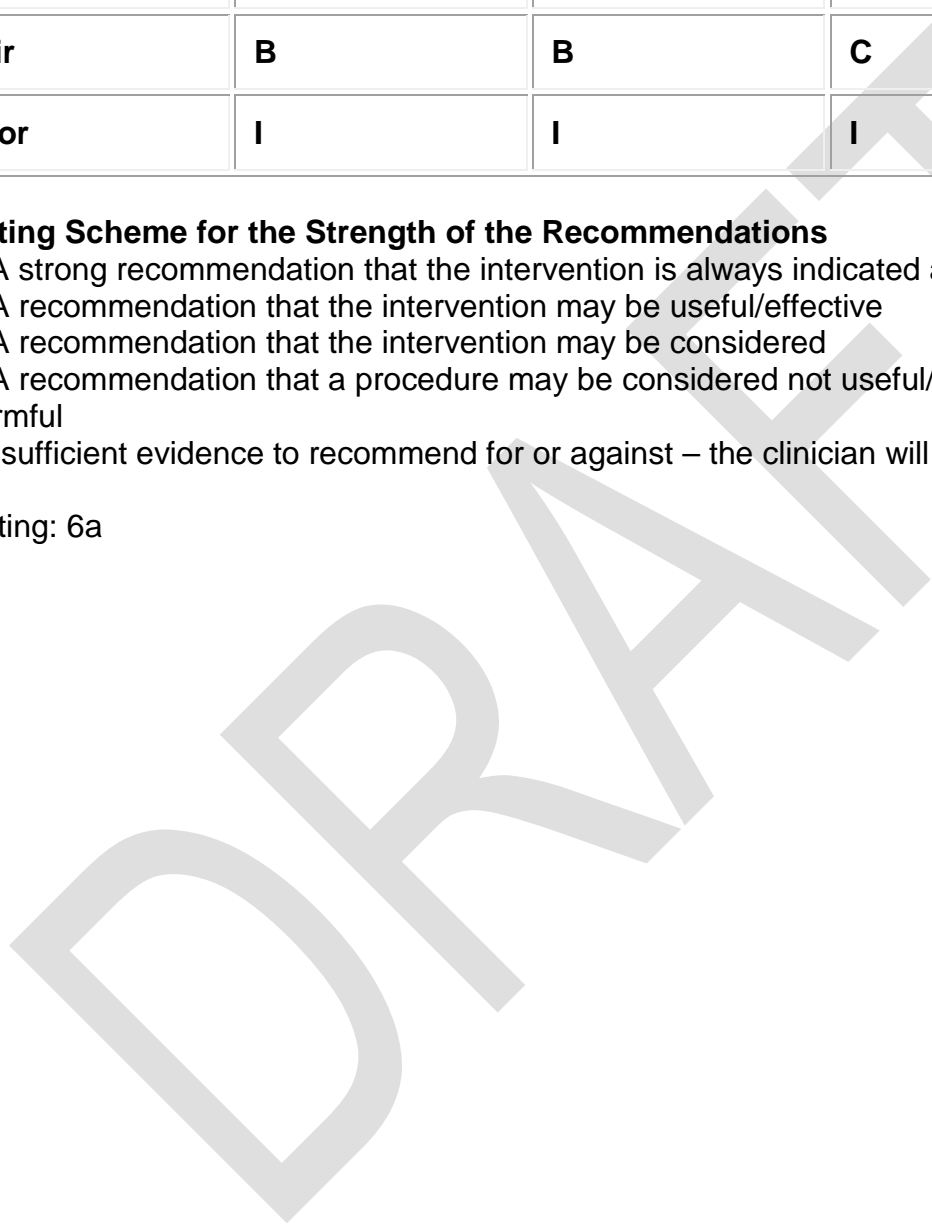 ir B B C
or I I I
ting Scheme for the Strength of the Recommendations
A strong recommendation that the intervention is always indicated a
A recommendation that the intervention may be useful/effective
A recommendation that the intervention may be considered
A recommendation that a procedure may be considered not useful/
rmful
sufficient evidence to recommend for or against – the clinician will
ting: 6a
DRAFT